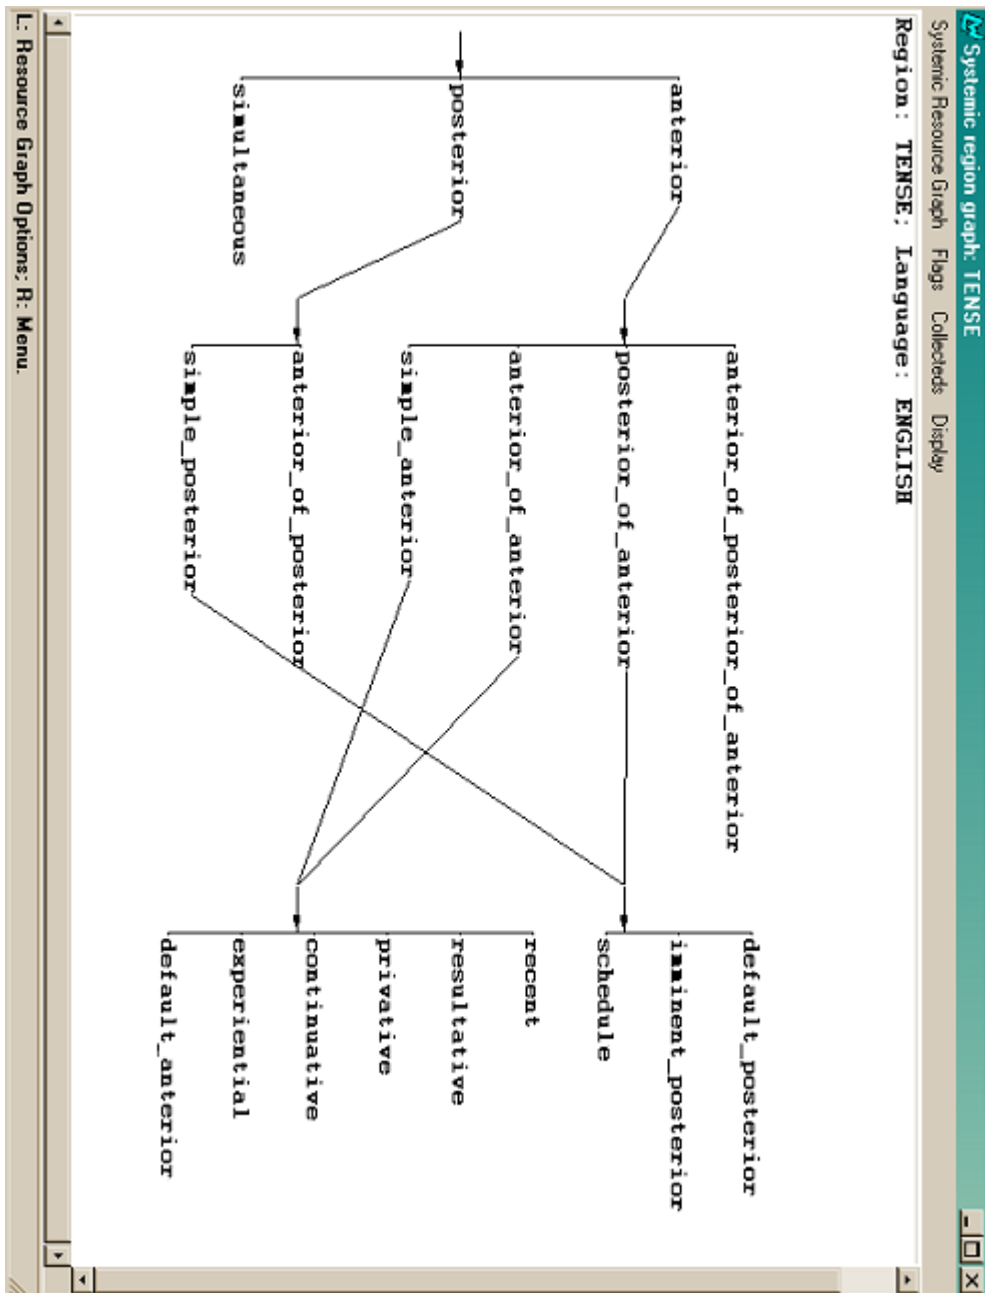 Systemic region graph: TENSE
Systemic Resource Graph Flags Collecteds Display
Region: TENSE; Language: ENGLISH
anterior
posterior
simultaneous
anterior_of_posterior_of_anterior
posterior_of_anterior
anterior_of_anterior
simple_anterior
anterior_of_posterior
simple_posterior
default_posterior
imminent_posterior
schedule
recent
resultative
privative
continuative
experiential
default_anterior
L: Resource Graph Options; R: Menu.